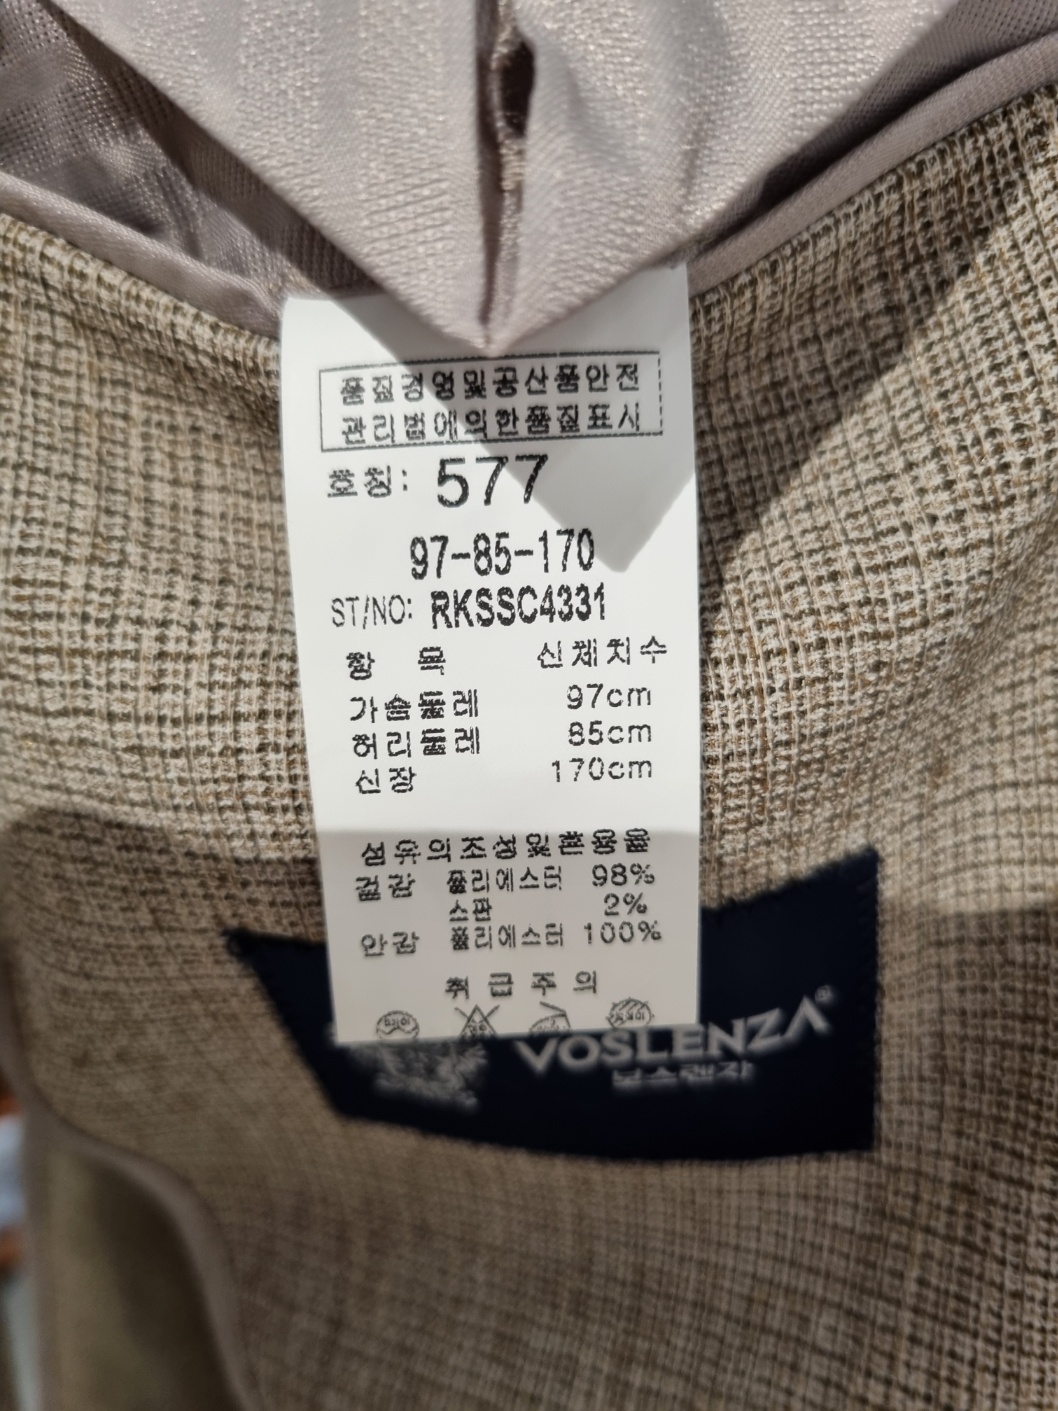 품질경영및공산품안전
관리법에의한품질표시
호칭: 577
97-85-170
ST/NO: RKSSC4331
항 목 신체치수
가슴둘레 97cm
허리둘레 85cm
신장 170cm
섬유의조성및혼용율
겉감 폴리에스터 98%
스판 2%
안감 폴리에스터 100%
취급주의
VOSLENZA®
보스렌자